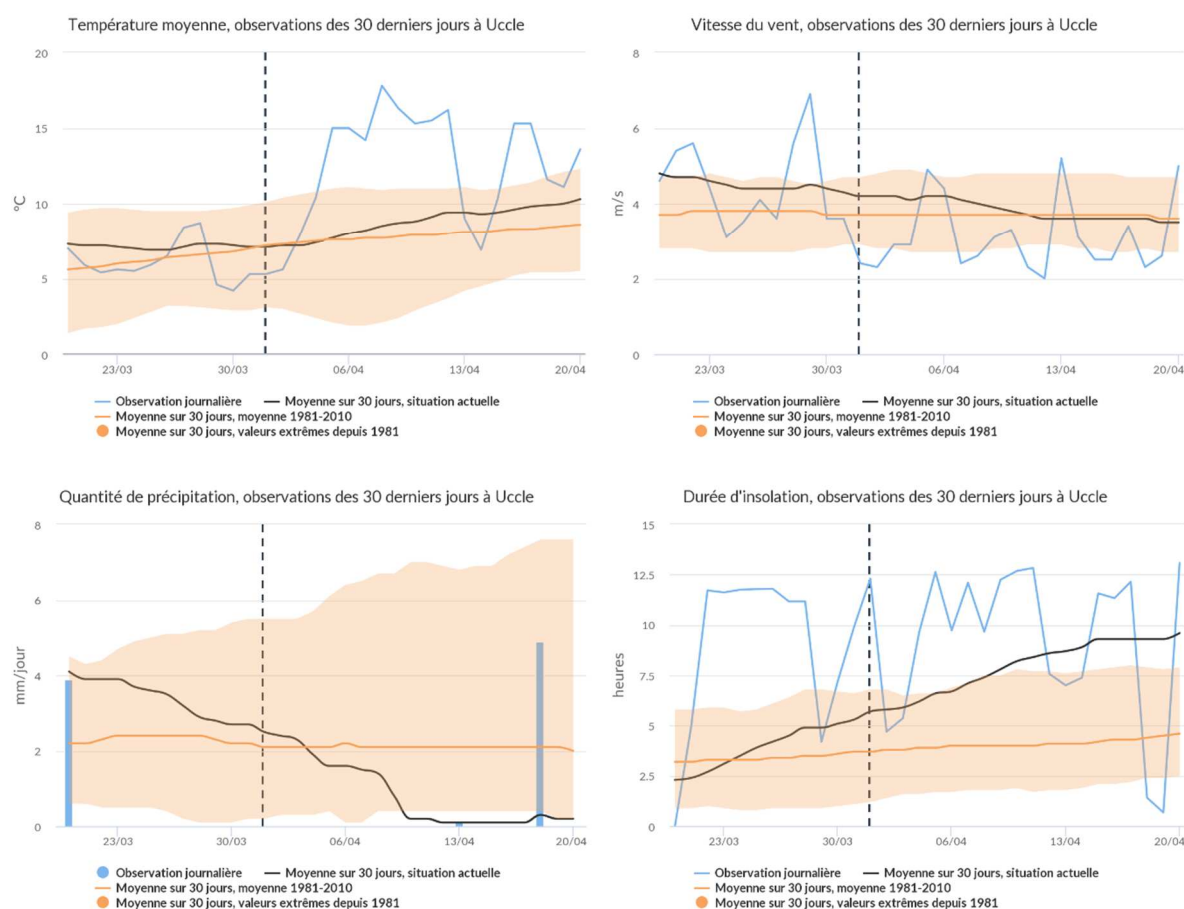 Température moyenne, observations des 30 derniers jours à Uccle
20
15
10
5
0
°C
23/03 30/03 06/04 13/04 20/04
Observation journalière Moyenne sur 30 jours, situation actuelle
Moyenne sur 30 jours, moyenne 1981-2010
Moyenne sur 30 jours, valeurs extrêmes depuis 1981
Vitesse du vent, observations des 30 derniers jours à Uccle
8
6
4
2
0
m/s
23/03 30/03 06/04 13/04 20/04
Observation journalière Moyenne sur 30 jours, situation actuelle
Moyenne sur 30 jours, moyenne 1981-2010
Moyenne sur 30 jours, valeurs extrêmes depuis 1981
Quantité de précipitation, observations des 30 derniers jours à Uccle
8
6
4
2
0
mm/jour
23/03 30/03 06/04 13/04 20/04
Observation journalière Moyenne sur 30 jours, situation actuelle
Moyenne sur 30 jours, moyenne 1981-2010
Moyenne sur 30 jours, valeurs extrêmes depuis 1981
Durée d'insolation, observations des 30 derniers jours à Uccle
15
12.5
10
7.5
5
2.5
0
heures
23/03 30/03 06/04 13/04 20/04
Observation journalière Moyenne sur 30 jours, situation actuelle
Moyenne sur 30 jours, moyenne 1981-2010
Moyenne sur 30 jours, valeurs extrêmes depuis 1981